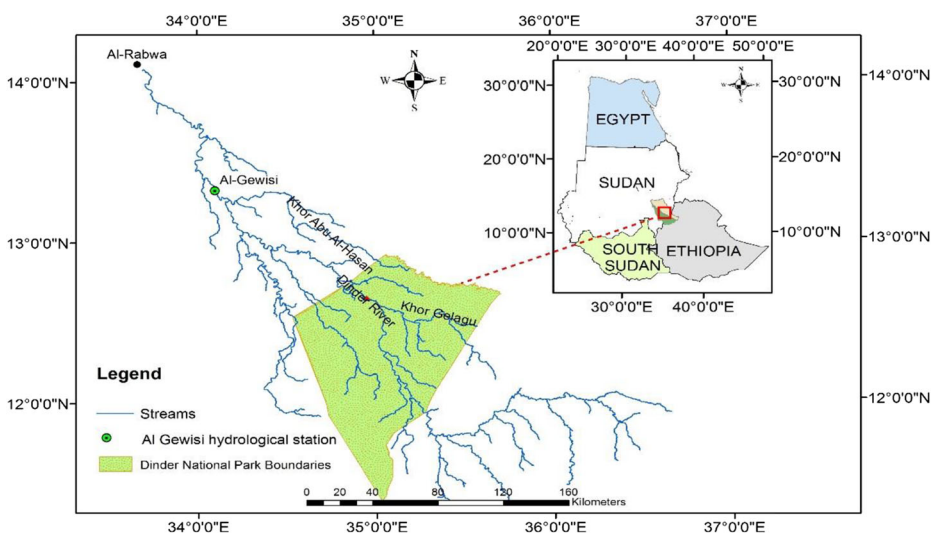 34°0'0"E 35°0'0"E 36°0'0"E 37°0'0"E
Al-Rabwa
14°0'0"N
14°0'0"N
N
W E
S
20°0'0"E 30°0'0"E 40°0'0"E 50°0'0"E
30°0'0"N
30°0'0"N
EGYPT
20°0'0"N
20°0'0"N
SUDAN
10°0'0"N
10°0'0"N
SOUTH
SUDAN
ETHIOPIA
30°0'0"E 40°0'0"E
Al-Gewisi
Khor Abu Al-Hasan
13°0'0"N
13°0'0"N
Dinder River
Khor Gelagu
Legend
Streams
Al Gewisi hydrological station
Dinder National Park Boundaries
12°0'0"N
12°0'0"N
0 20 40 80 120 160
Kilometers
34°0'0"E 35°0'0"E 36°0'0"E 37°0'0"E